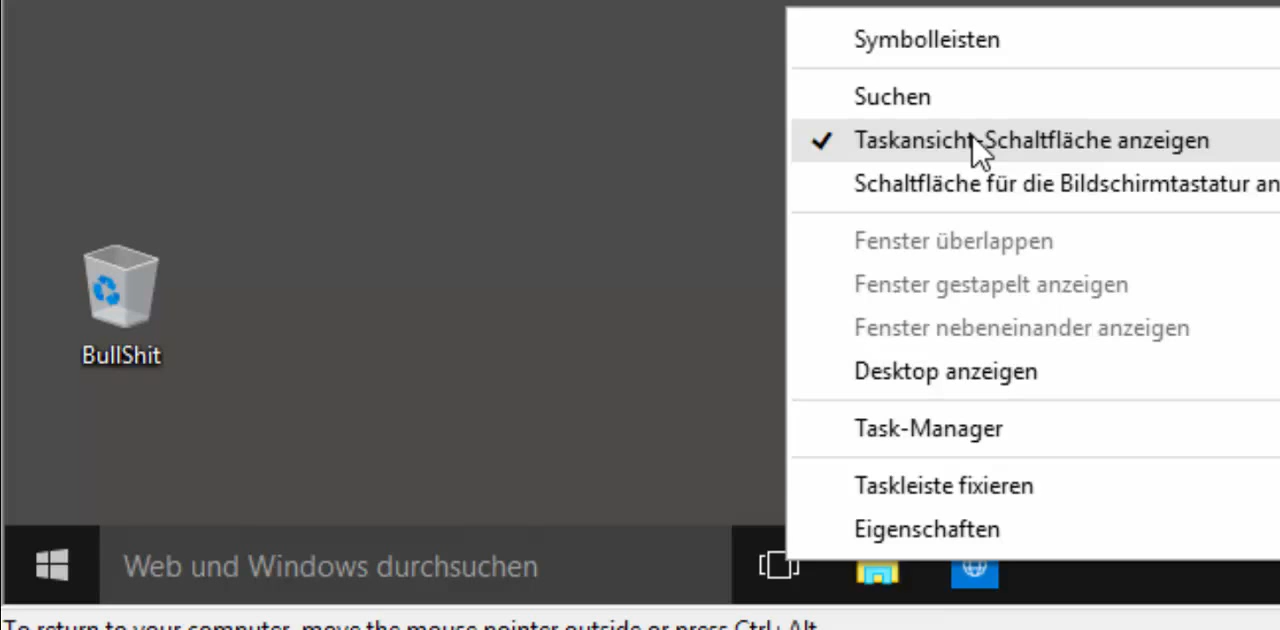 Symbolleisten
Suchen
Taskansicht-Schaltfläche anzeigen
Schaltfläche für die Bildschirmtastatur an
Fenster überlappen
Fenster gestapelt anzeigen
Fenster nebeneinander anzeigen
Desktop anzeigen
Task-Manager
Taskleiste fixieren
Eigenschaften
BullShit
Web und Windows durchsuchen
To return to your computer, move the mouse pointer outside or press Ctrl+Alt.